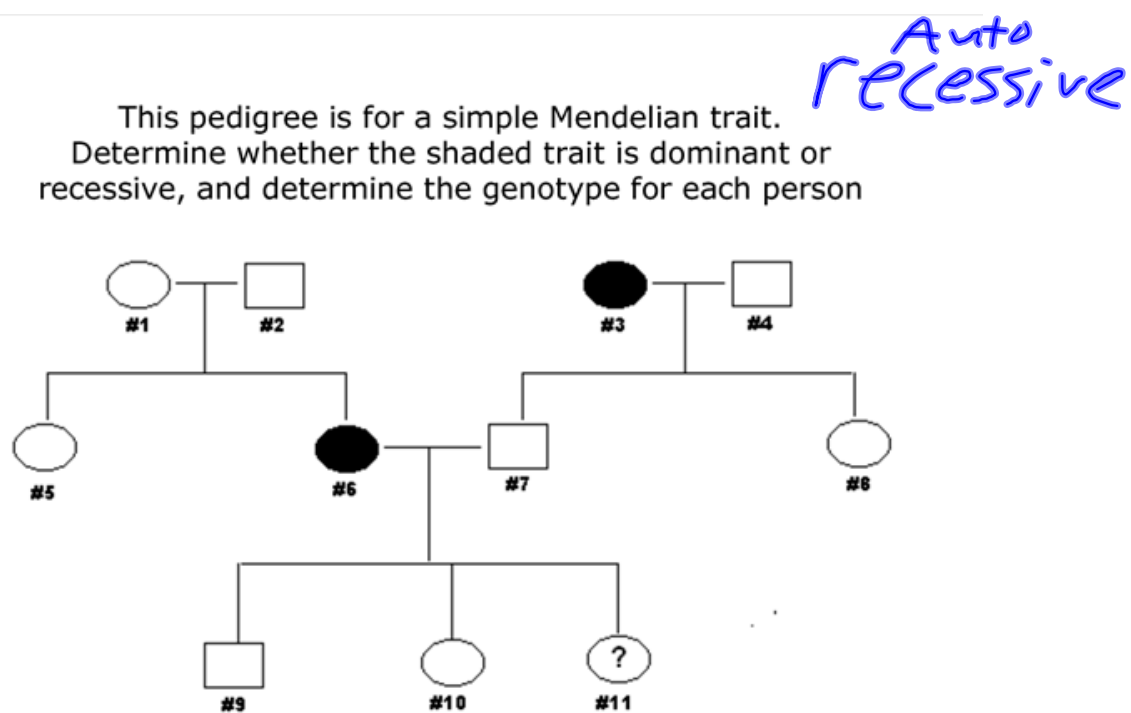 Auto
recessive
This pedigree is for a simple Mendelian trait.
Determine whether the shaded trait is dominant or
recessive, and determine the genotype for each person
#1 #2 #3 #4
#5 #6 #7 #8
?
#9 #10 #11